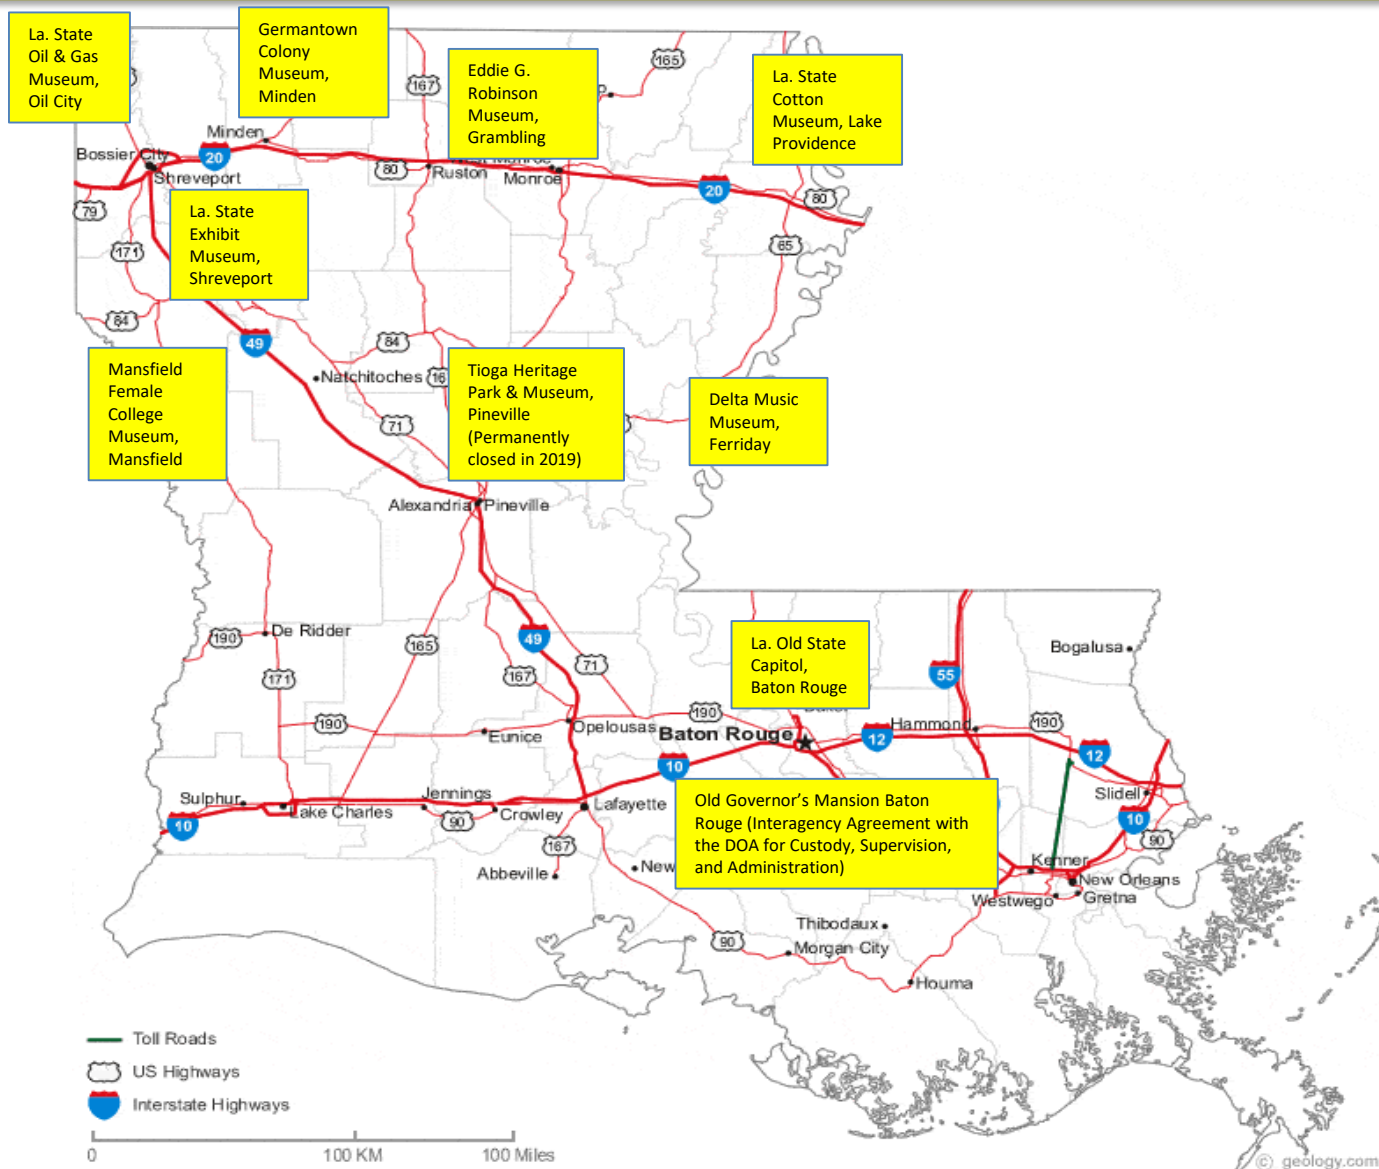 La. State
Oil & Gas
Museum,
Oil City
Germantown
Colony
Museum,
Minden
Eddie G.
Robinson
Museum,
Grambling
La. State
Cotton
Museum, Lake
Providence
167
165
Minden
Bossier City
20
Shreveport
80
Ruston
Monroe
Monroe
20
80
79
La. State
Exhibit
Museum,
Shreveport
171
65
84
49
84
Natchitoches
16
Mansfield
Female
College
Museum,
Mansfield
Tioga Heritage
Park & Museum,
Pineville
(Permanently
closed in 2019)
Delta Music
Museum,
Ferriday
71
Alexandria
Pineville
190
De Ridder
165
49
71
167
171
La. Old State
Capitol,
Baton Rouge
55
Bogalusa
190
Eunice
Opelousas
190
Baton Rouge
12
Hammond
190
12
10
Sulphur
Lake Charles
10
Jennings
90
Crowley
Lafayette
Old Governor’s Mansion Baton
Rouge (Interagency Agreement with
the DOA for Custody, Supervision,
and Administration)
Slidell
10
90
167
Abbeville
New
Kenner
New Orleans
Westwego
Gretna
Thibodaux
90
Morgan City
Houma
Toll Roads
US Highways
Interstate Highways
0
100 KM
100 Miles
© geology.com